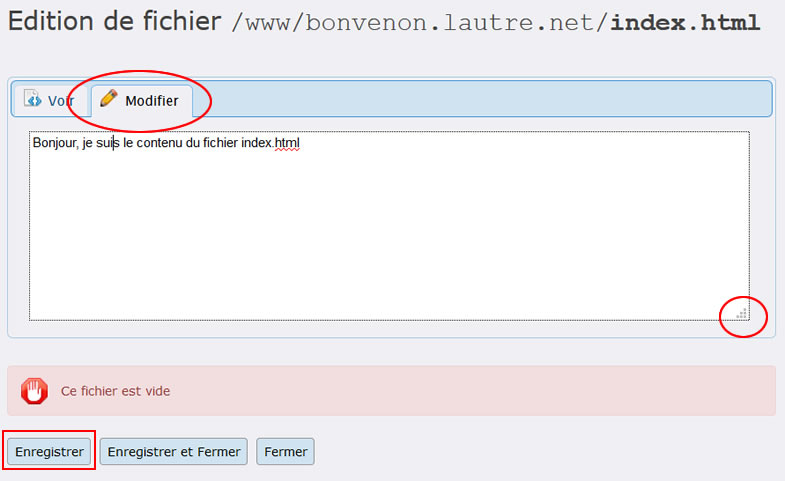 Edition de fichier /www/bonvenon.lautre.net/index.html
Voir Modifier
Bonjour, je suis le contenu du fichier index.html
Ce fichier est vide
Enregistrer Enregistrer et Fermer Fermer